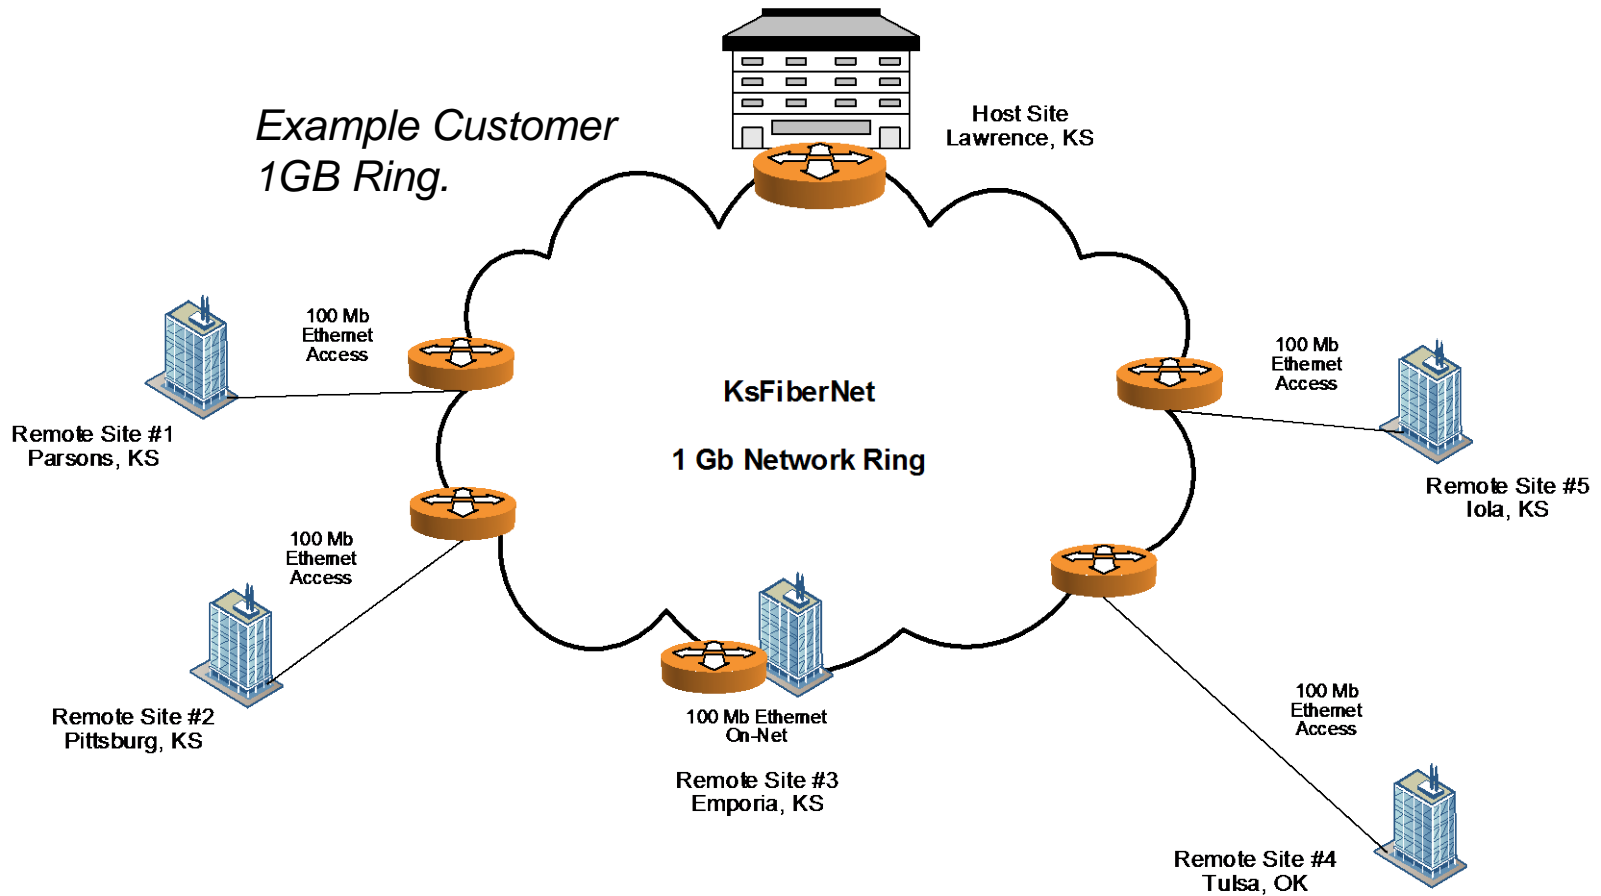 Example Customer
1GB Ring.
Host Site
Lawrence, KS
100 Mb
Ethernet
Access
Remote Site #1
Parsons, KS
KsFiberNet
1 Gb Network Ring
100 Mb
Ethernet
Access
Remote Site #5
Iola, KS
100 Mb
Ethernet
Access
Remote Site #2
Pittsburg, KS
100 Mb Ethernet
On-Net
Remote Site #3
Emporia, KS
100 Mb
Ethernet
Access
Remote Site #4
Tulsa, OK